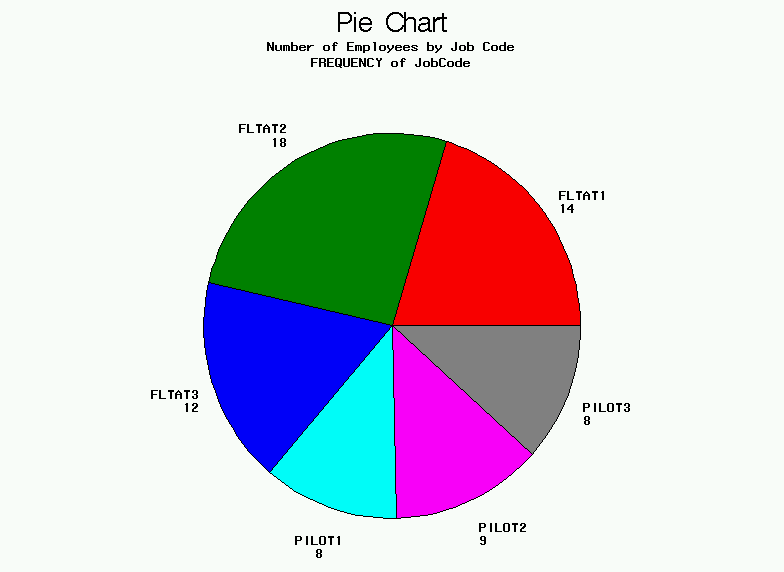 Pie Chart
Number of Employees by Job Code
FREQUENCY of JobCode
FLTAT2
18
FLTAT1
14
FLTAT3
12
PILOT3
8
PILOT2
9
PILOT1
8